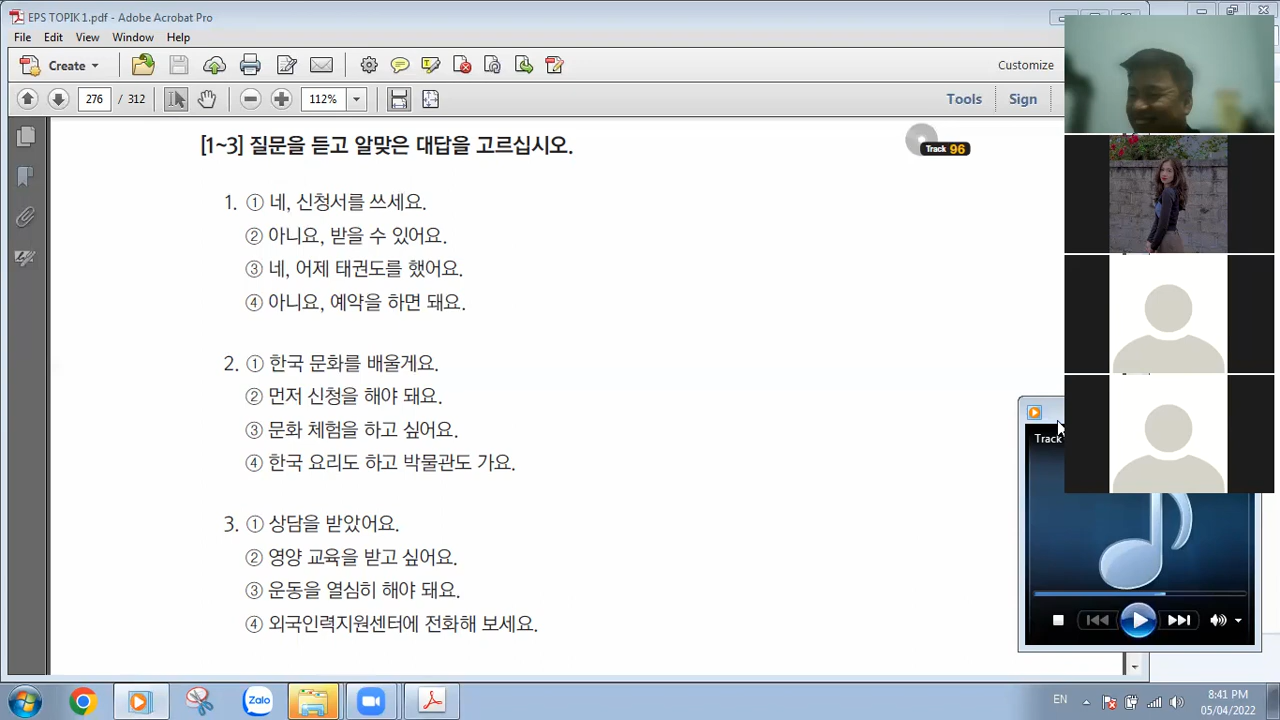 EPS TOPIK 1.pdf - Adobe Acrobat Pro
File Edit View Window Help
Create Customize
276 / 312 112% Tools Sign
[1~3] 질문을 듣고 알맞은 대답을 고르십시오. Track 96
1. ① 네, 신청서를 쓰세요.
② 아니요, 받을 수 있어요.
③ 네, 어제 태권도를 했어요.
④ 아니요, 예약을 하면 돼요.
2. ① 한국 문화를 배울게요.
② 먼저 신청을 해야 돼요.
③ 문화 체험을 하고 싶어요.
④ 한국 요리도 하고 박물관도 가요.
Track
3. ① 상담을 받았어요.
② 영양 교육을 받고 싶어요.
③ 운동을 열심히 해야 돼요.
④ 외국인력지원센터에 전화해 보세요.
Zalo
EN 8:41 PM
05/04/2022